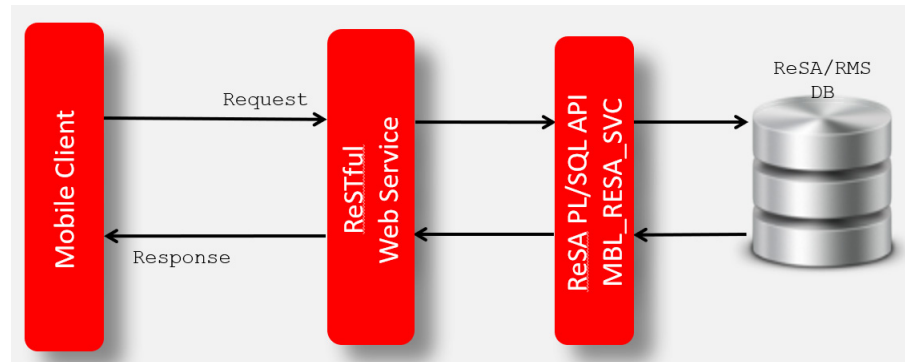 Mobile Client
Request
Response
ReSTful
Web Service
ReSA PL/SQL API
MBL_RESA_SVC
ReSA/RMS
DB